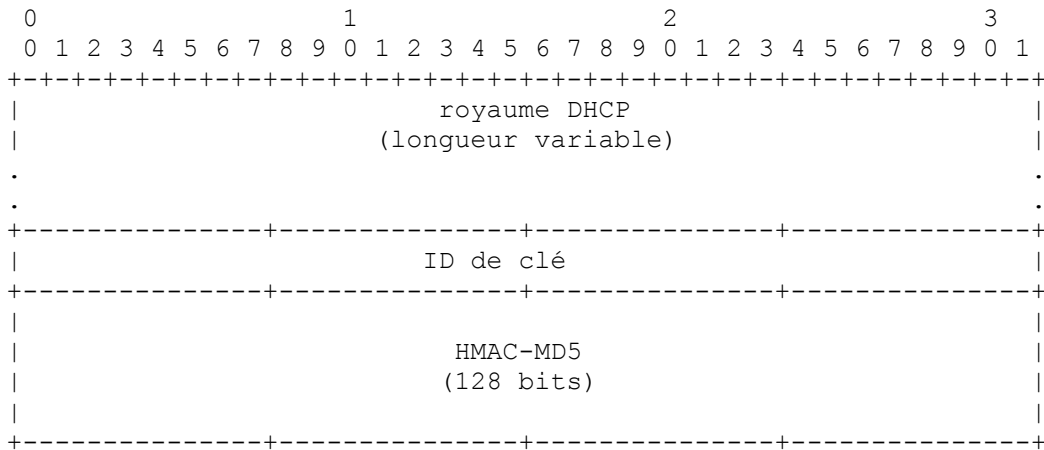 0                   1                   2                   3
 0 1 2 3 4 5 6 7 8 9 0 1 2 3 4 5 6 7 8 9 0 1 2 3 4 5 6 7 8 9 0 1
+-+-+-+-+-+-+-+-+-+-+-+-+-+-+-+-+-+-+-+-+-+-+-+-+-+-+-+-+-+-+-+-+
|                          royaume DHCP                         |
|                      (longueur variable)                      |
.                                                               .
.                                                               .
+---------------+---------------+---------------+---------------+
|                         ID de clé                             |
+---------------+---------------+---------------+---------------+
|                                                               |
|                           HMAC-MD5                            |
|                          (128 bits)                           |
|                                                               |
+---------------+---------------+---------------+---------------+